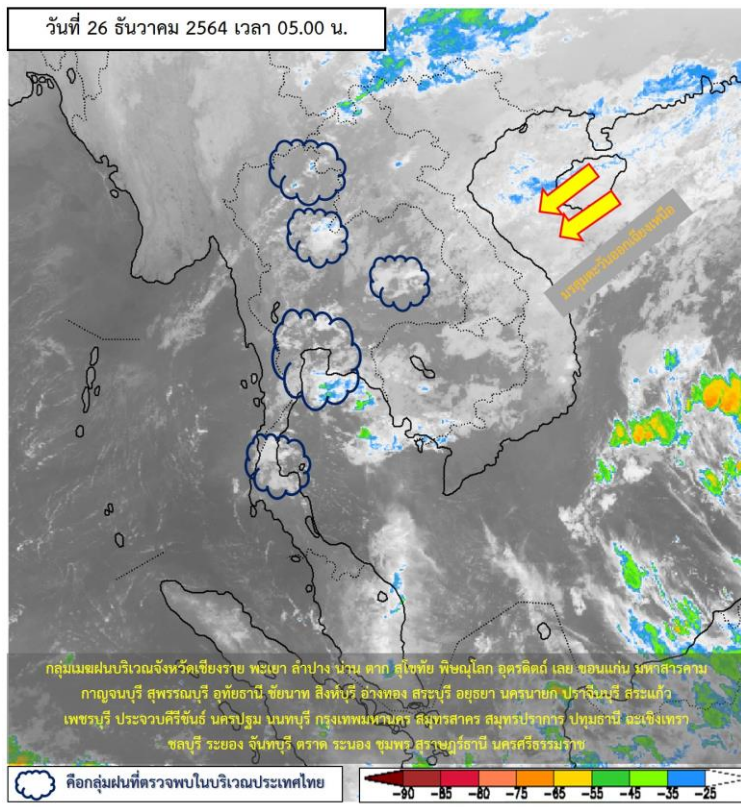 วันที่ 26 ธันวาคม 2564 เวลา 05.00 น.
มรสุมตะวันออกเฉียงเหนือ
กลุ่มเมฆฝนบริเวณจังหวัดเชียงราย พะเยา ลำปาง น่าน ตาก สุโขทัย พิษณุโลก อุตรดิตถ์ เลย ขอนแก่น มหาสารคาม
กาญจนบุรี สุพรรณบุรี อุทัยธานี ชัยนาท สิงห์บุรี อ่างทอง สระบุรี อยุธยา นครนายก ปราจีนบุรี สระแก้ว
เพชรบุรี ประจวบคีรีขันธ์ นครปฐม นนทบุรี กรุงเทพมหานคร สมุทรสาคร สมุทรปราการ ปทุมธานี ฉะเชิงเทรา
ชลบุรี ระยอง จันทบุรี ตราด ระนอง ชุมพร สุราษฎร์ธานี นครศรีธรรมราช
คือกลุ่มฝนที่ตรวจพบในบริเวณประเทศไทย
-90 -85 -80 -75 -65 -55 -45 -35 -25